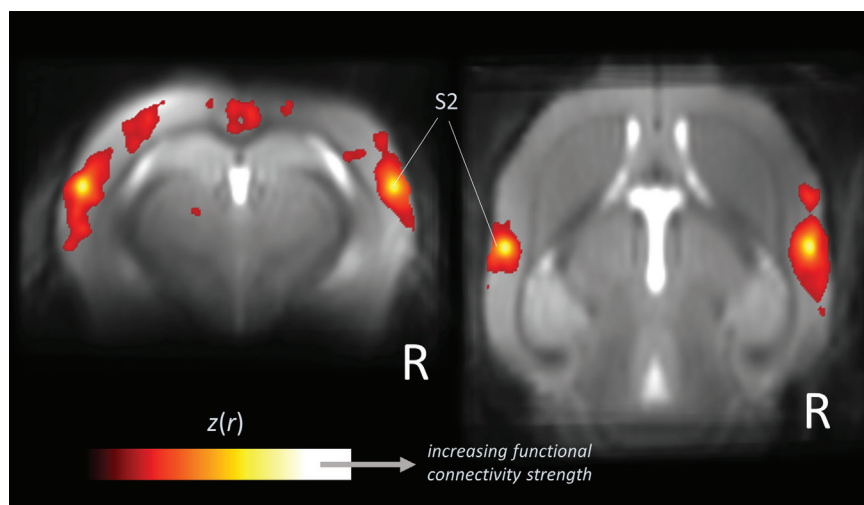 S2
R
R
z(r)
increasing functional
connectivity strength